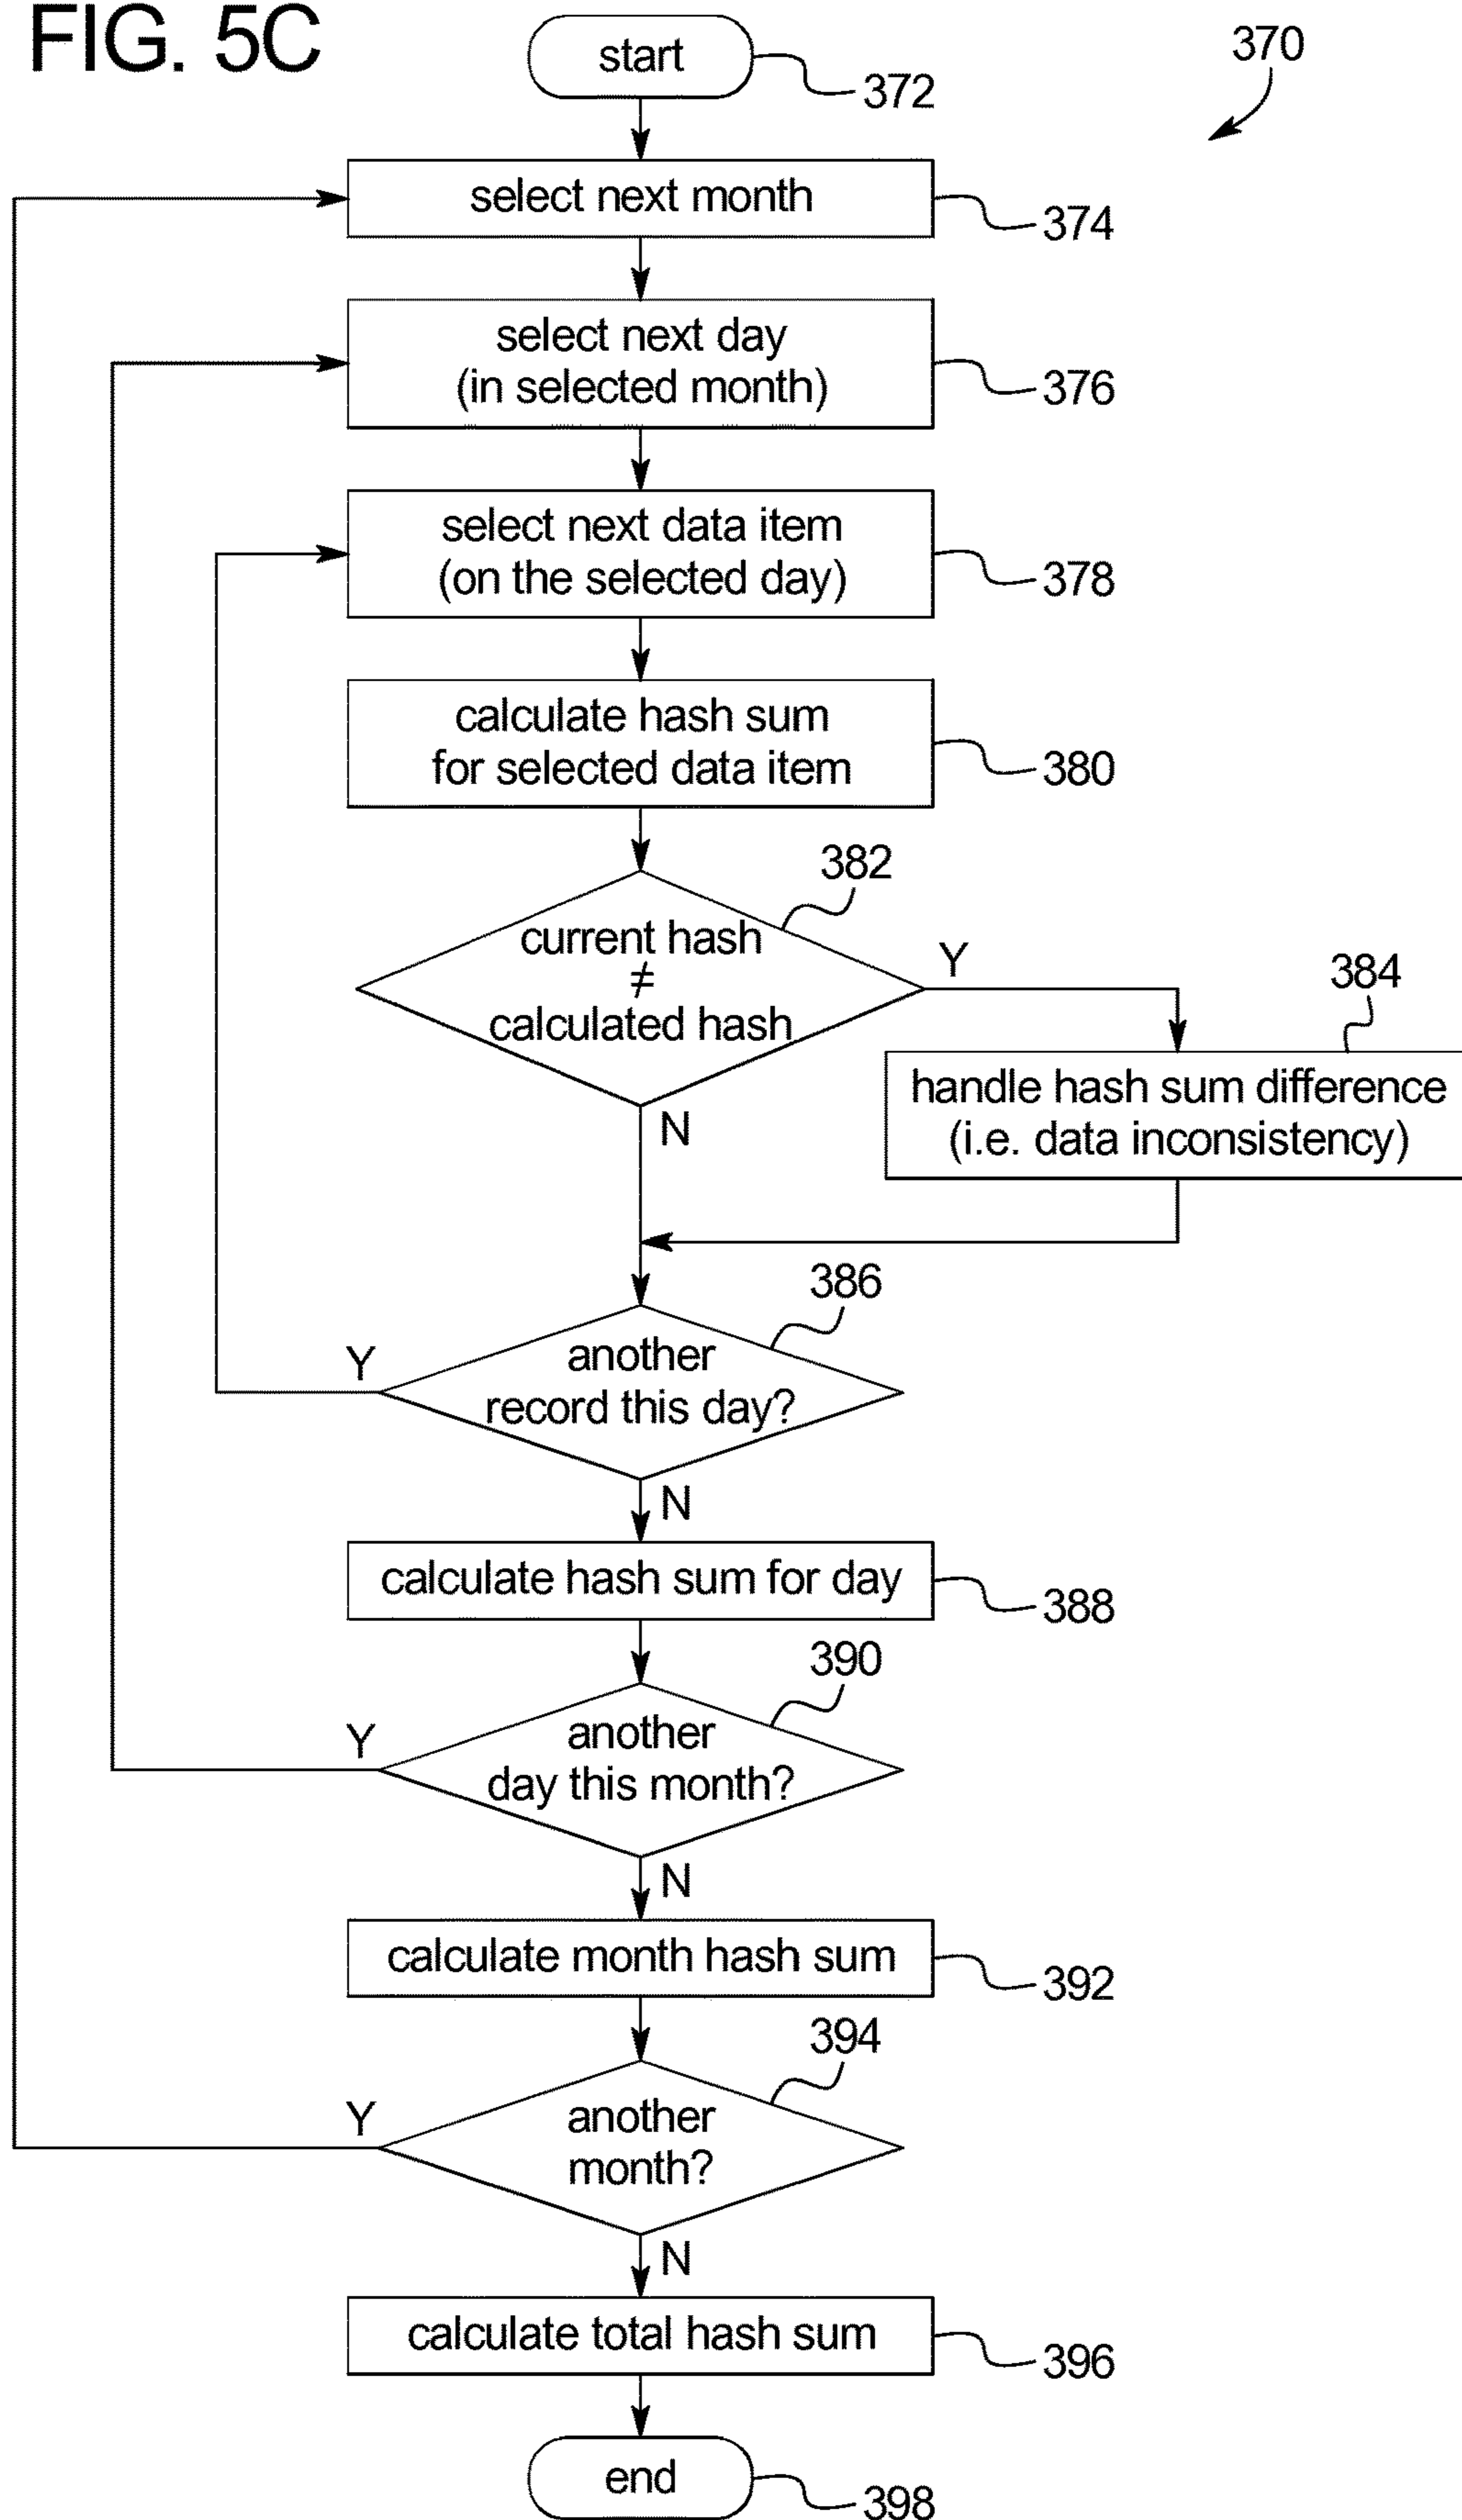 FIG. 5C
370
start
372
select next month
374
select next day
(in selected month)
376
select next data item
(on the selected day)
378
calculate hash sum
for selected data item
380
382
current hash
≠
calculated hash
Y
384
handle hash sum difference
(i.e. data inconsistency)
N
386
another
record this day?
Y
N
calculate hash sum for day
388
390
another
day this month?
Y
N
calculate month hash sum
392
394
another
month?
Y
N
calculate total hash sum
396
end
398